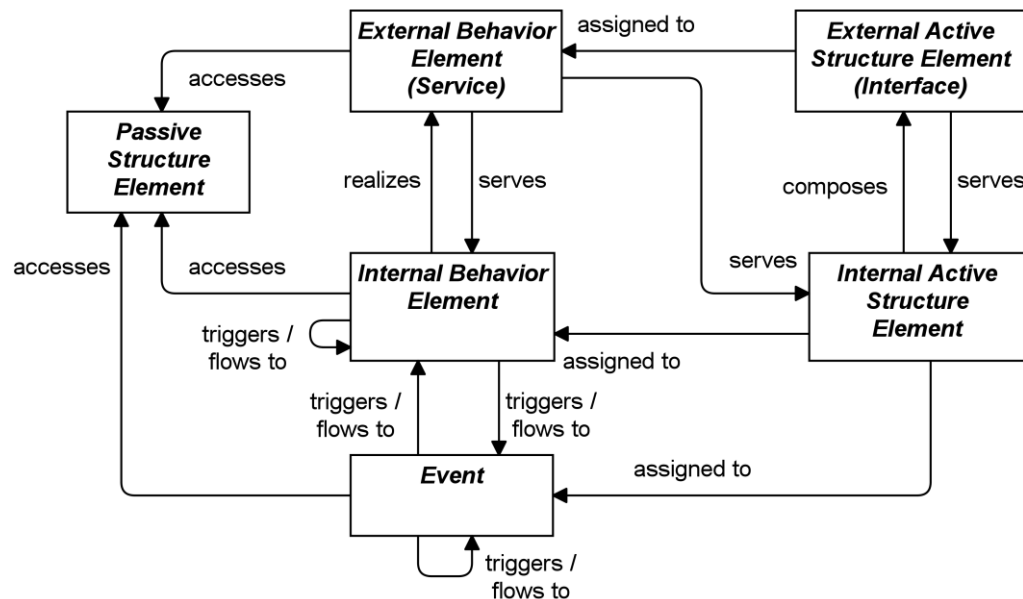 External Behavior
Element
(Service)
assigned to
External Active
Structure Element
(Interface)
accesses
Passive
Structure
Element
realizes
serves
composes
serves
accesses
accesses
serves
Internal Behavior
Element
Internal Active
Structure
Element
triggers /
flows to
assigned to
triggers /
flows to
triggers /
flows to
Event
assigned to
triggers /
flows to